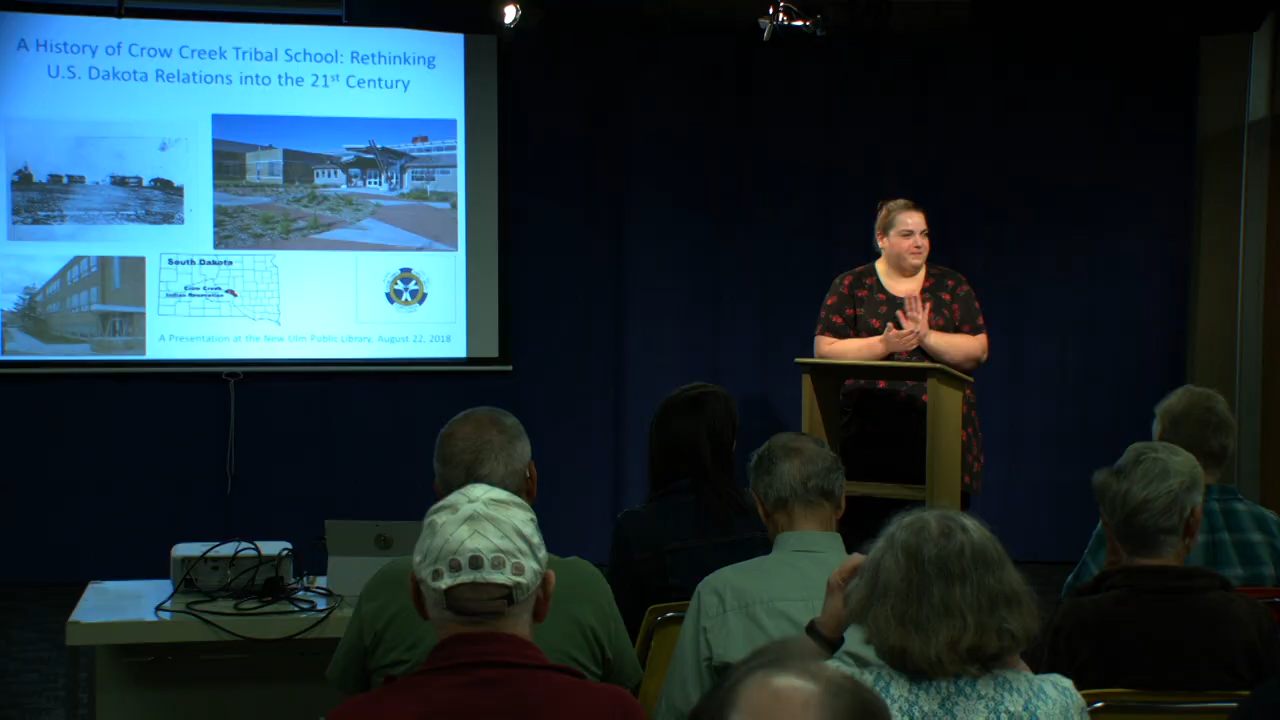 A History of Crow Creek Tribal School: Rethinking
U.S. Dakota Relations into the 21st Century
South Dakota
Crow Creek
Indian Reservation
A Presentation at the New Ulm Public Library, August 22, 2018